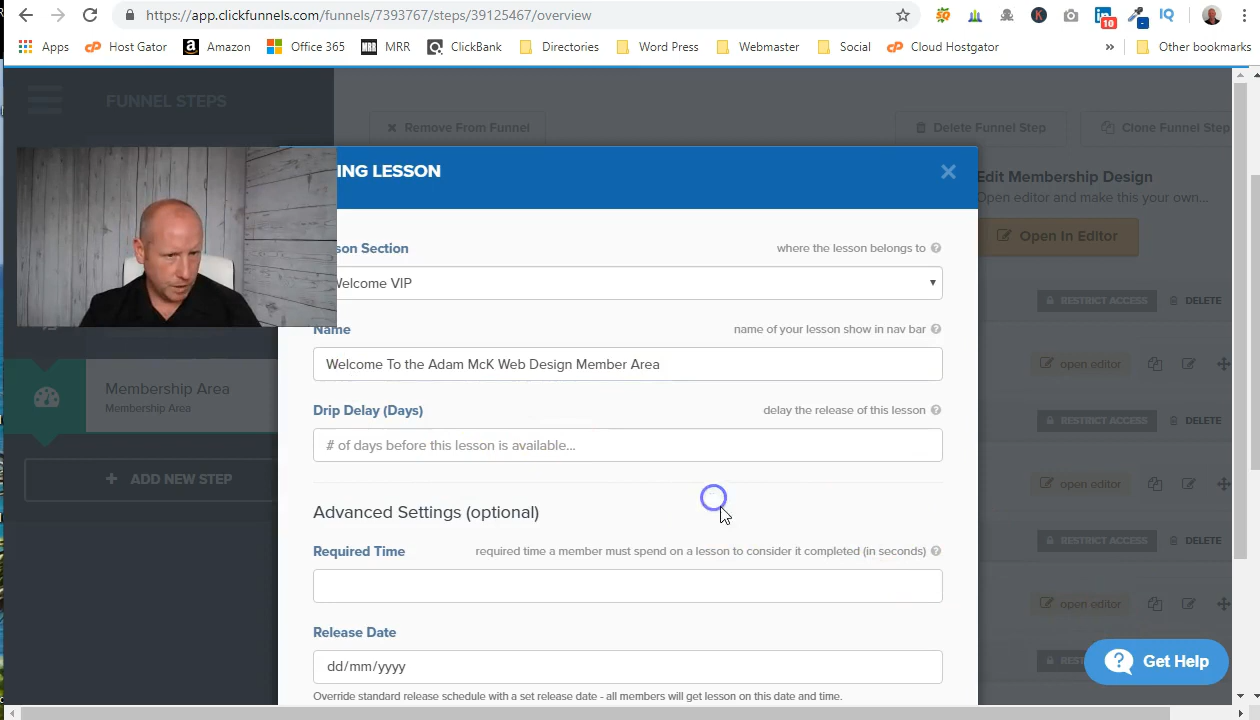 https://app.clickfunnels.com/funnels/7393767/steps/39125467/overview
10
Apps
Host Gator
Amazon
Office 365
MRR
MRR
ClickBank
Directories
Word Press
Webmaster
Social
Cloud Hostgator
»
Other bookmarks
FUNNEL STEPS
Remove From Funnel
Delete Funnel Step
Clone Funnel Step
ING LESSON
Edit Membership Design
Open editor and make this your own...
Open In Editor
son Section
where the lesson belongs to
Welcome VIP
RESTRICT ACCESS
DELETE
Name
name of your lesson show in nav bar
Welcome To the Adam McK Web Design Member Area
open editor
Membership Area
Membership Area
Drip Delay (Days)
delay the release of this lesson
RESTRICT ACCESS
DELETE
# of days before this lesson is available...
ADD NEW STEP
open editor
Advanced Settings (optional)
Required Time
required time a member must spend on a lesson to consider it completed (in seconds)
RESTRICT ACCESS
DELETE
open editor
Release Date
dd/mm/yyyy
Get Help
Override standard release schedule with a set release date - all members will get lesson on this date and time.